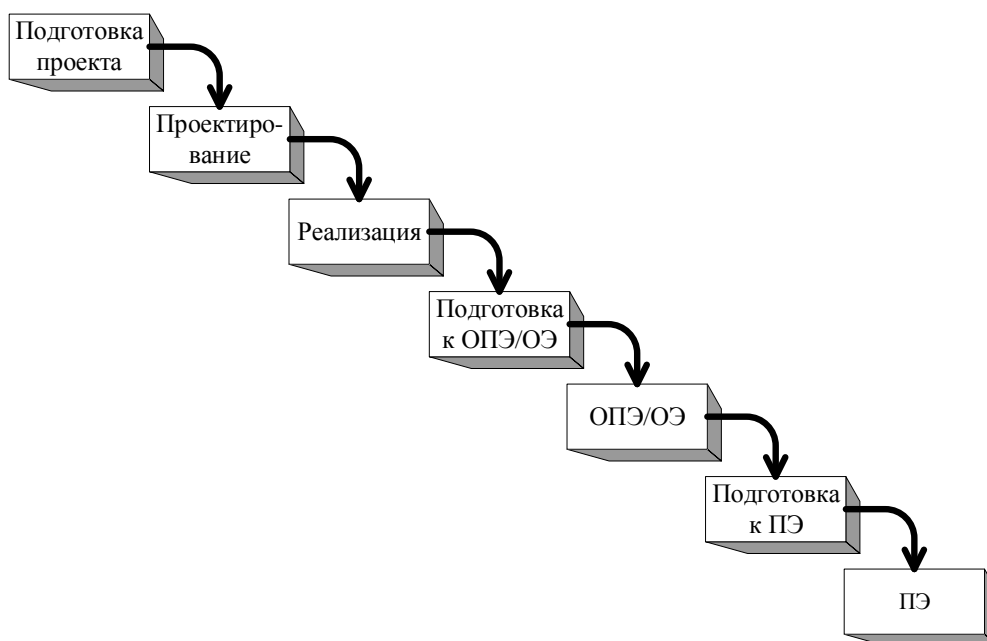 Подготовка
проекта
Проектиро-
вание
Реализация
Подготовка
к ОПЭ/ОЭ
ОПЭ/ОЭ
Подготовка
к ПЭ
ПЭ